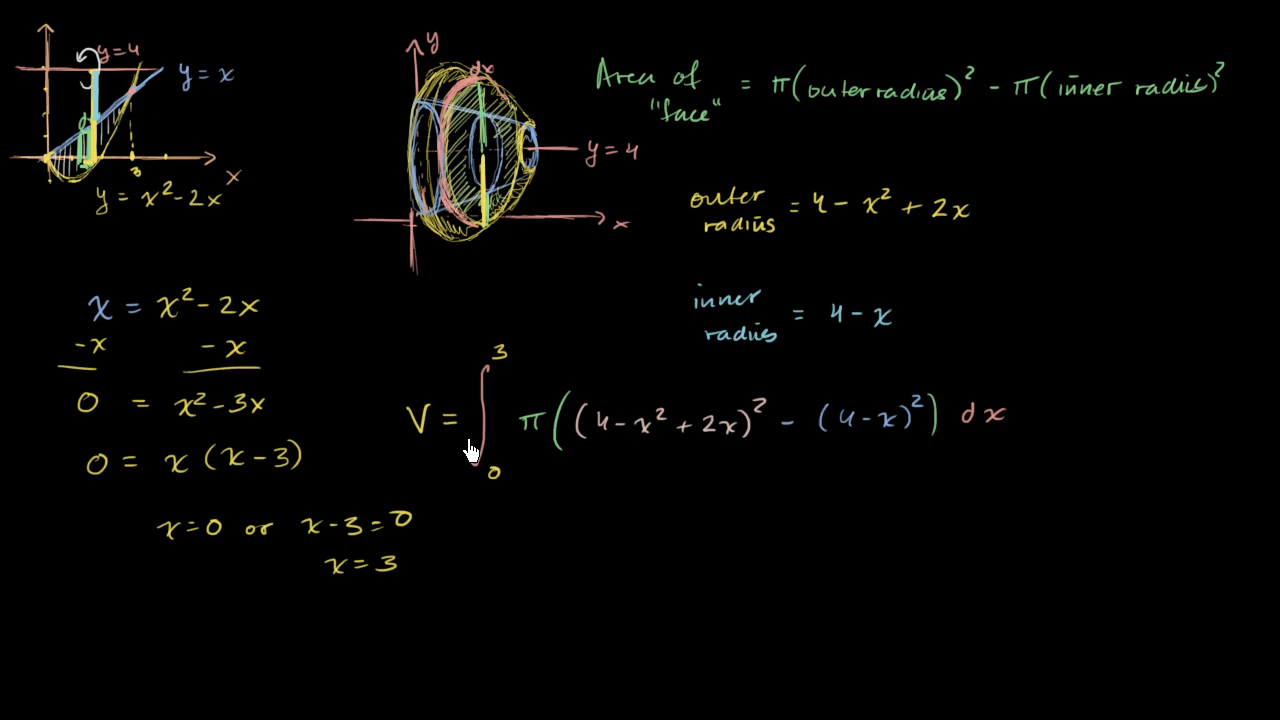 y=4
y=x
3
x
y = x² - 2x
y
dx
y=4
x
Area of "face" = π(outer radius)² - π(inner radius)²
outer radius = 4 - x² + 2x
inner radius = 4 - x
x = x² - 2x
-x - x
0 = x² - 3x
0 = x (x - 3)
x=0 or x-3=0
x=3
V = ∫₀³ π((4 - x² + 2x)² - (4-x)²) dx